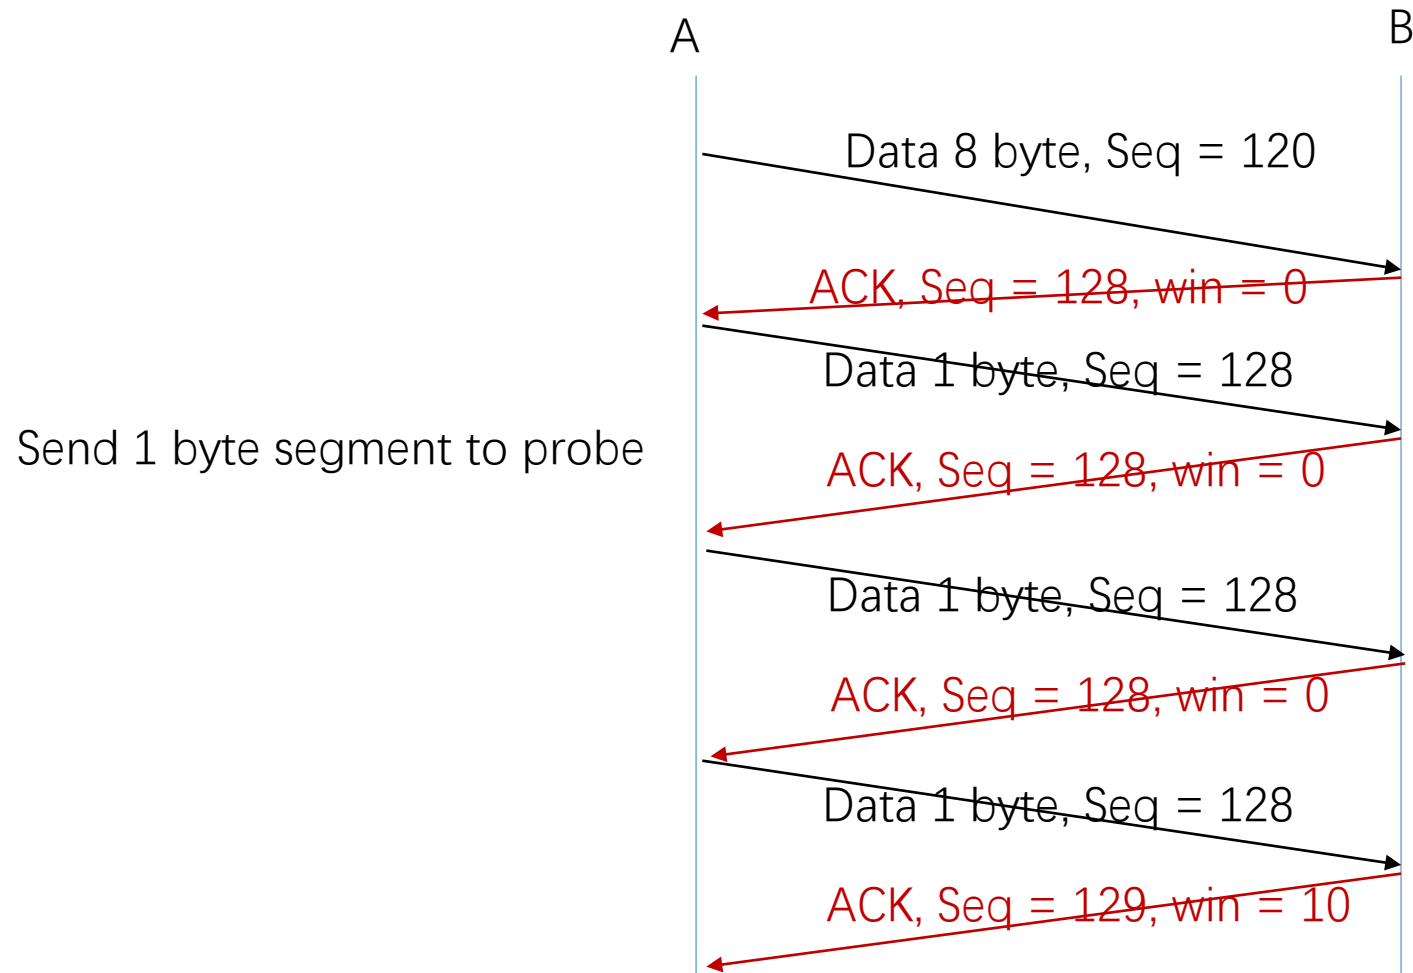 A
B
Data 8 byte, Seq = 120
ACK, Seq = 128, win = 0
Data 1 byte, Seq = 128
Send 1 byte segment to probe
ACK, Seq = 128, win = 0
Data 1 byte, Seq = 128
ACK, Seq = 128, win = 0
Data 1 byte, Seq = 128
ACK, Seq = 129, win = 10